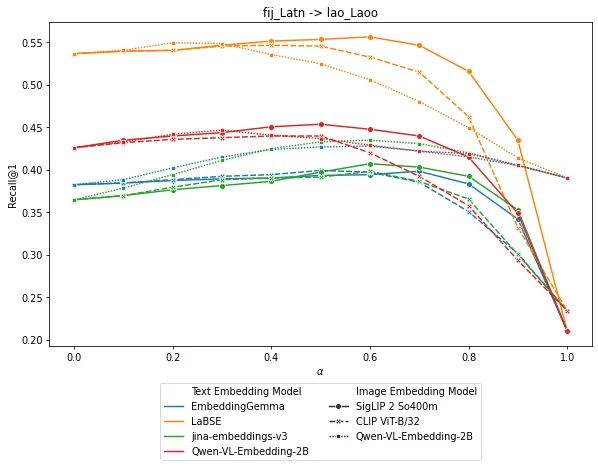 fij_Latn -> lao_Laoo
Recall@1
0.55
0.50
0.45
0.40
0.35
0.30
0.25
0.20
0.0 0.2 0.4 0.6 0.8 1.0
α
Text Embedding Model Image Embedding Model
EmbeddingGemma SigLIP 2 So400m
LaBSE CLIP ViT-B/32
jina-embeddings-v3 Qwen-VL-Embedding-2B
Qwen-VL-Embedding-2B